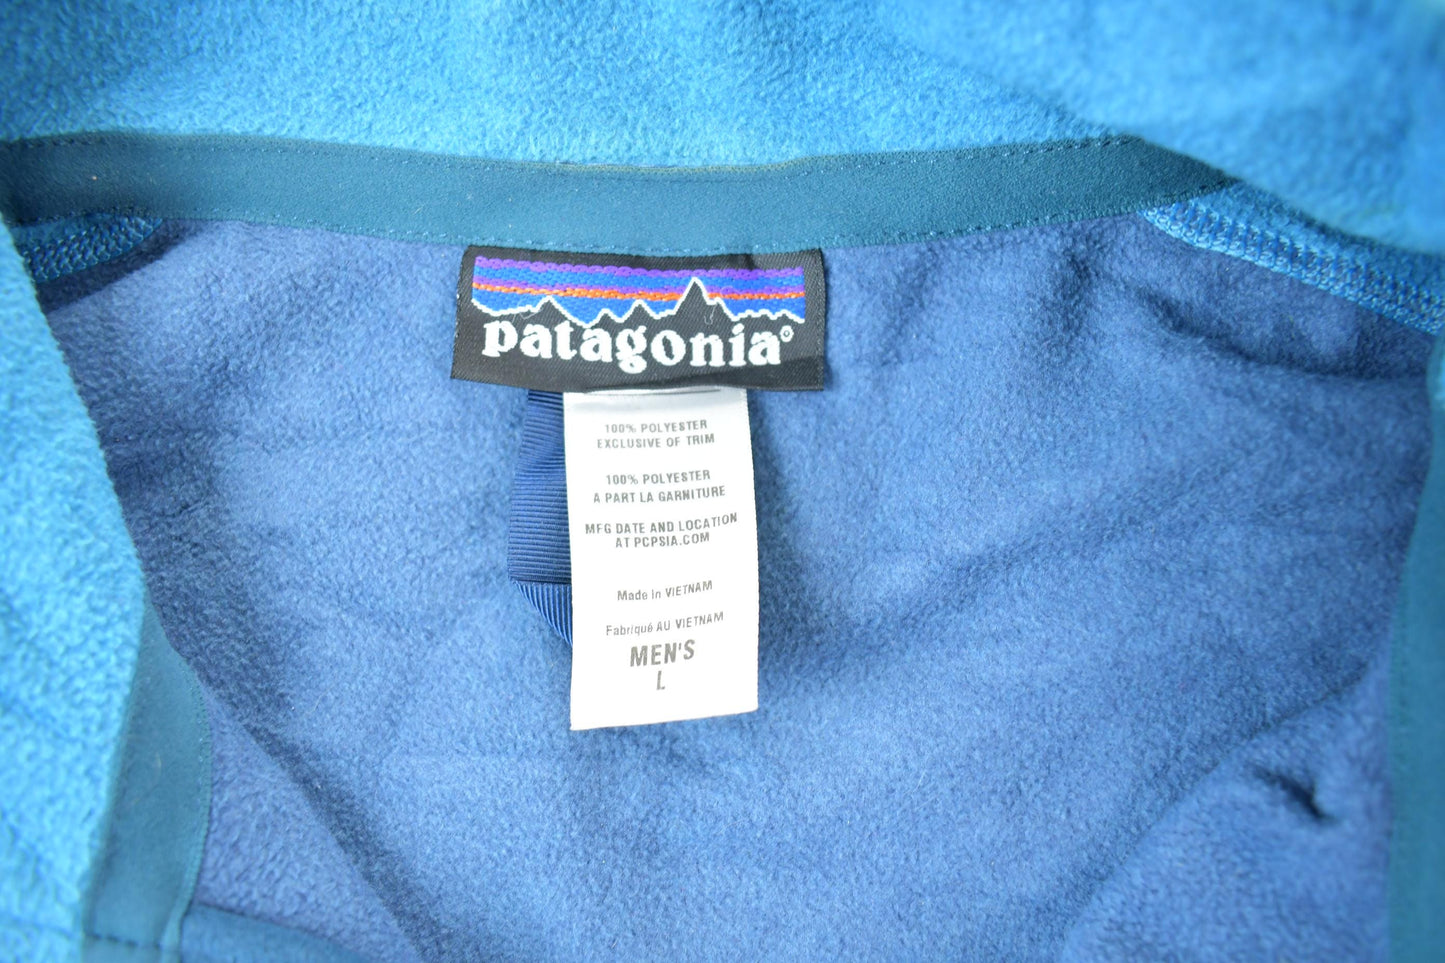 patagonia®
100% POLYESTER
EXCLUSIVE OF TRIM
100% POLYESTER
A PART LA GARNITURE
MFG DATE AND LOCATION
AT PCPSIA.COM
Made in VIETNAM
Fabriqué AU VIETNAM
MEN'S
L